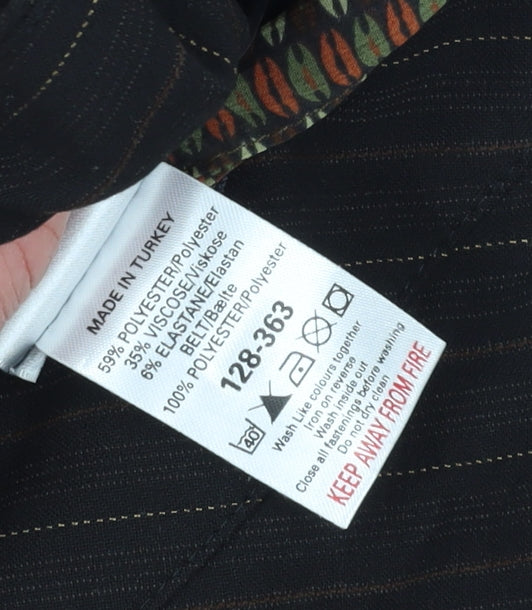 MADE IN TURKEY
59% POLYESTER/Polyester
35% VISCOSE/Viskose
6% ELASTANE/Elastan
BELT/Bælte
100% POLYESTER/Polyester
128-363
40
Wash Like colours together
Iron on reverse
Wash inside out
Close all fastenings before washing
Do not dry clean
KEEP AWAY FROM FIRE